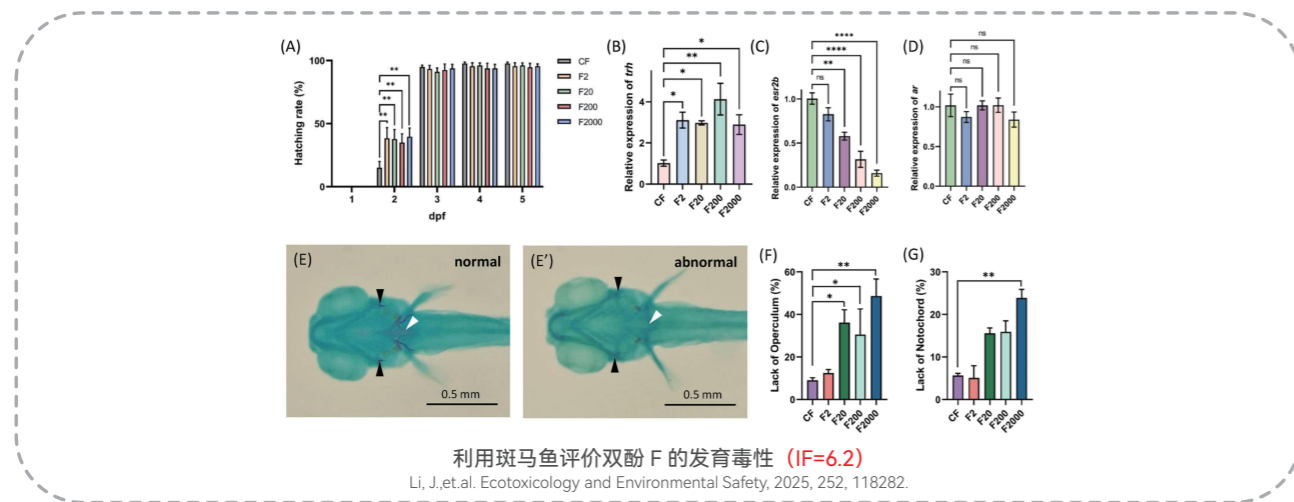 (A)
Hatching rate (%)
100
50
0
**
**
**
**
1
2
3
4
5
dpf
CF
F2
F20
F200
F2000
(B)
Relative expression of trh
0
2
4
*
**
*
*
CF
F2
F20
F200
F2000
(C)
Relative expression of esr2b
0.0
0.5
1.0
****
****
**
ns
CF
F2
F20
F200
F2000
(D)
Relative expression of ar
0.0
0.5
1.0
ns
ns
ns
ns
CF
F2
F20
F200
F2000
(E)
normal
0.5 mm
(E’)
abnormal
0.5 mm
(F)
Lack of Operculum (%)
0
20
40
60
**
*
*
CF
F2
F20
F200
F2000
(G)
Lack of Notochord (%)
0
10
20
30
**
CF
F2
F20
F200
F2000
利用斑马鱼评价双酚 F 的发育毒性（IF=6.2）
Li, J.,et.al. Ecotoxicology and Environmental Safety, 2025, 252, 118282.